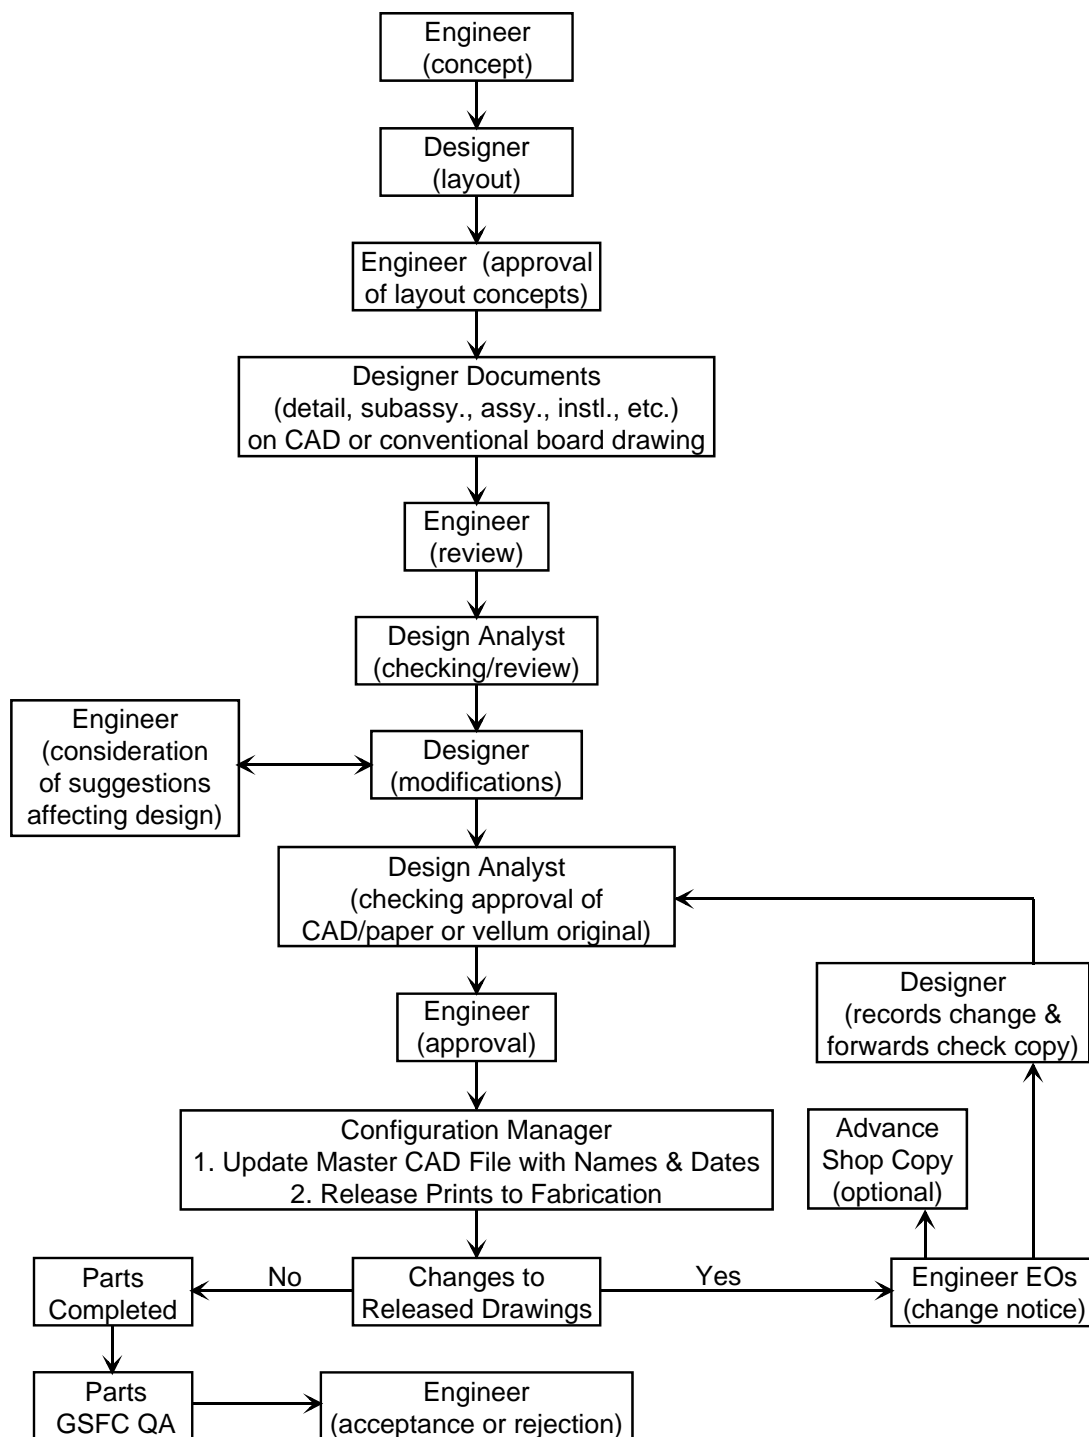 Engineer
(concept)
Designer
(layout)
Engineer (approval
of layout concepts)
Designer Documents
(detail, subassy., assy., instl., etc.)
on CAD or conventional board drawing
Engineer
(review)
Design Analyst
(checking/review)
Engineer
(consideration
of suggestions
affecting design)
Designer
(modifications)
Design Analyst
(checking approval of
CAD/paper or vellum original)
Designer
(records change &
forwards check copy)
Engineer
(approval)
Configuration Manager
1. Update Master CAD File with Names & Dates
2. Release Prints to Fabrication
Advance
Shop Copy
(optional)
Parts
Completed
No
Changes to
Released Drawings
Yes
Engineer EOs
(change notice)
Parts
GSFC QA
Engineer
(acceptance or rejection)